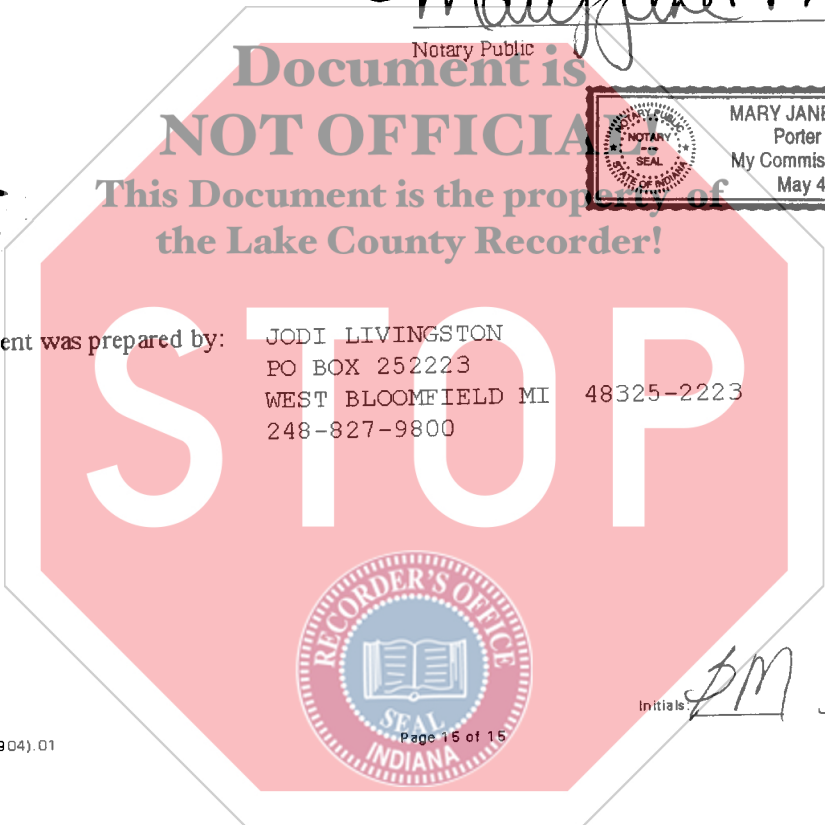 Notary Public
Document is
NOT OFFICIAL!
This Document is the property of
the Lake County Recorder!
NOTARY PUBLIC
NOTARY
SEAL
STATE OF INDIANA
MARY JANE
Porter
My Commis
May 4
ent was prepared by: JODI LIVINGSTON
PO BOX 252223
WEST BLOOMFIELD MI 48325-2223
248-827-9800
STOP
RECORDER'S OFFICE
SEAL
INDIANA
Initials:
Page 15 of 15
904).01